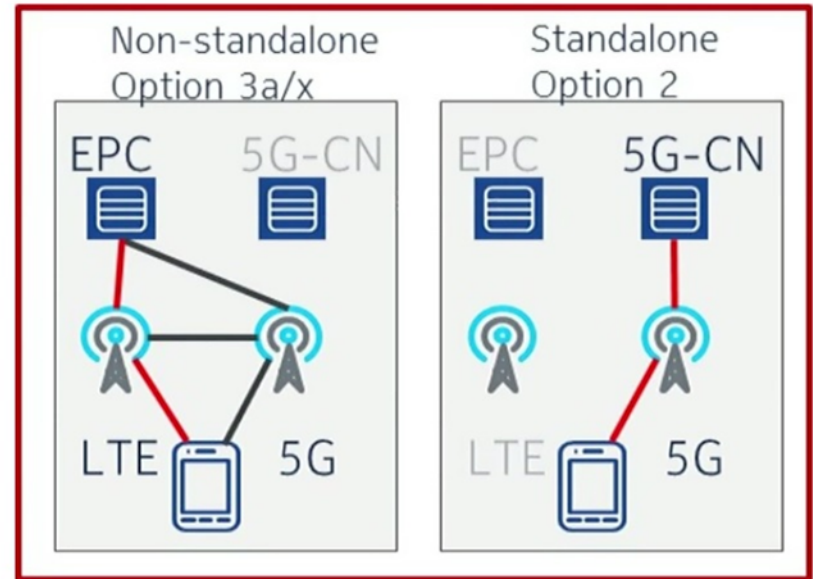 Non-standalone
Option 3a/x
EPC 5G-CN
LTE 5G
Standalone
Option 2
EPC 5G-CN
LTE 5G